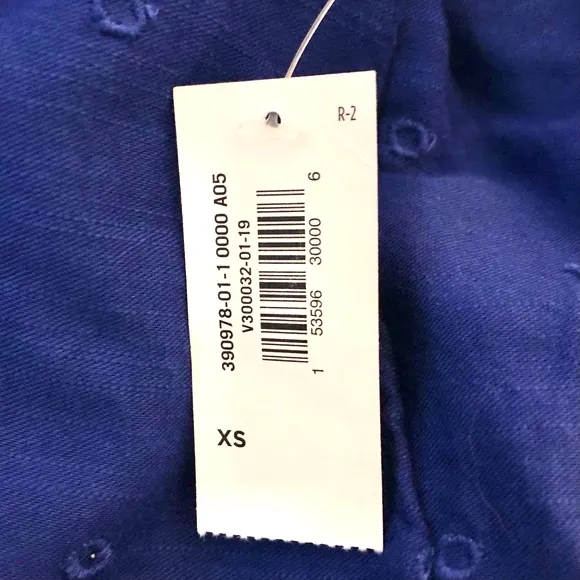 R-2
390978-01-1 0000 A05
V300032-01-19
1 53596 30000 6
XS